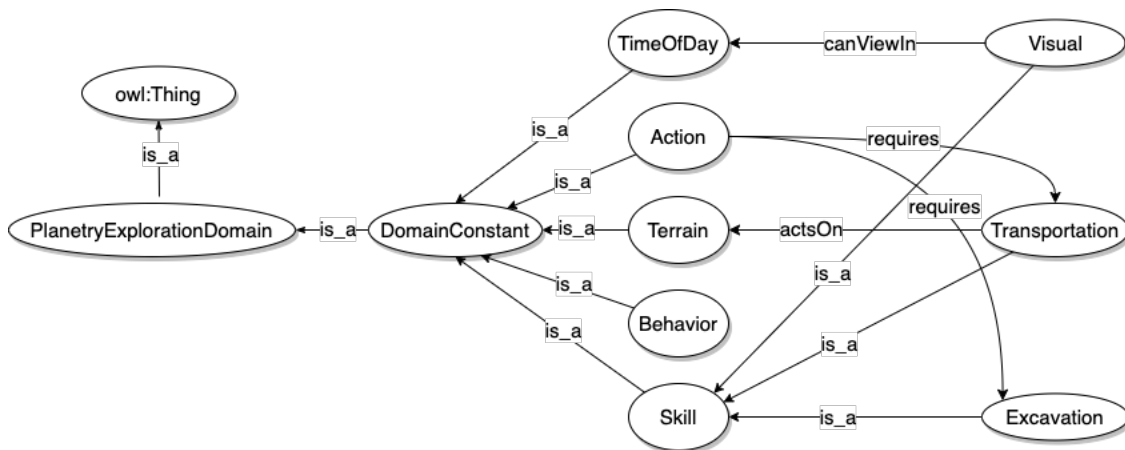 TimeOfDay
canViewIn
Visual
owl:Thing
is_a
is_a
Action
requires
is_a
is_a
requires
PlanetryExplorationDomain
is_a
DomainConstant
is_a
Terrain
actsOn
Transportation
is_a
is_a
Behavior
is_a
is_a
Skill
is_a
Excavation